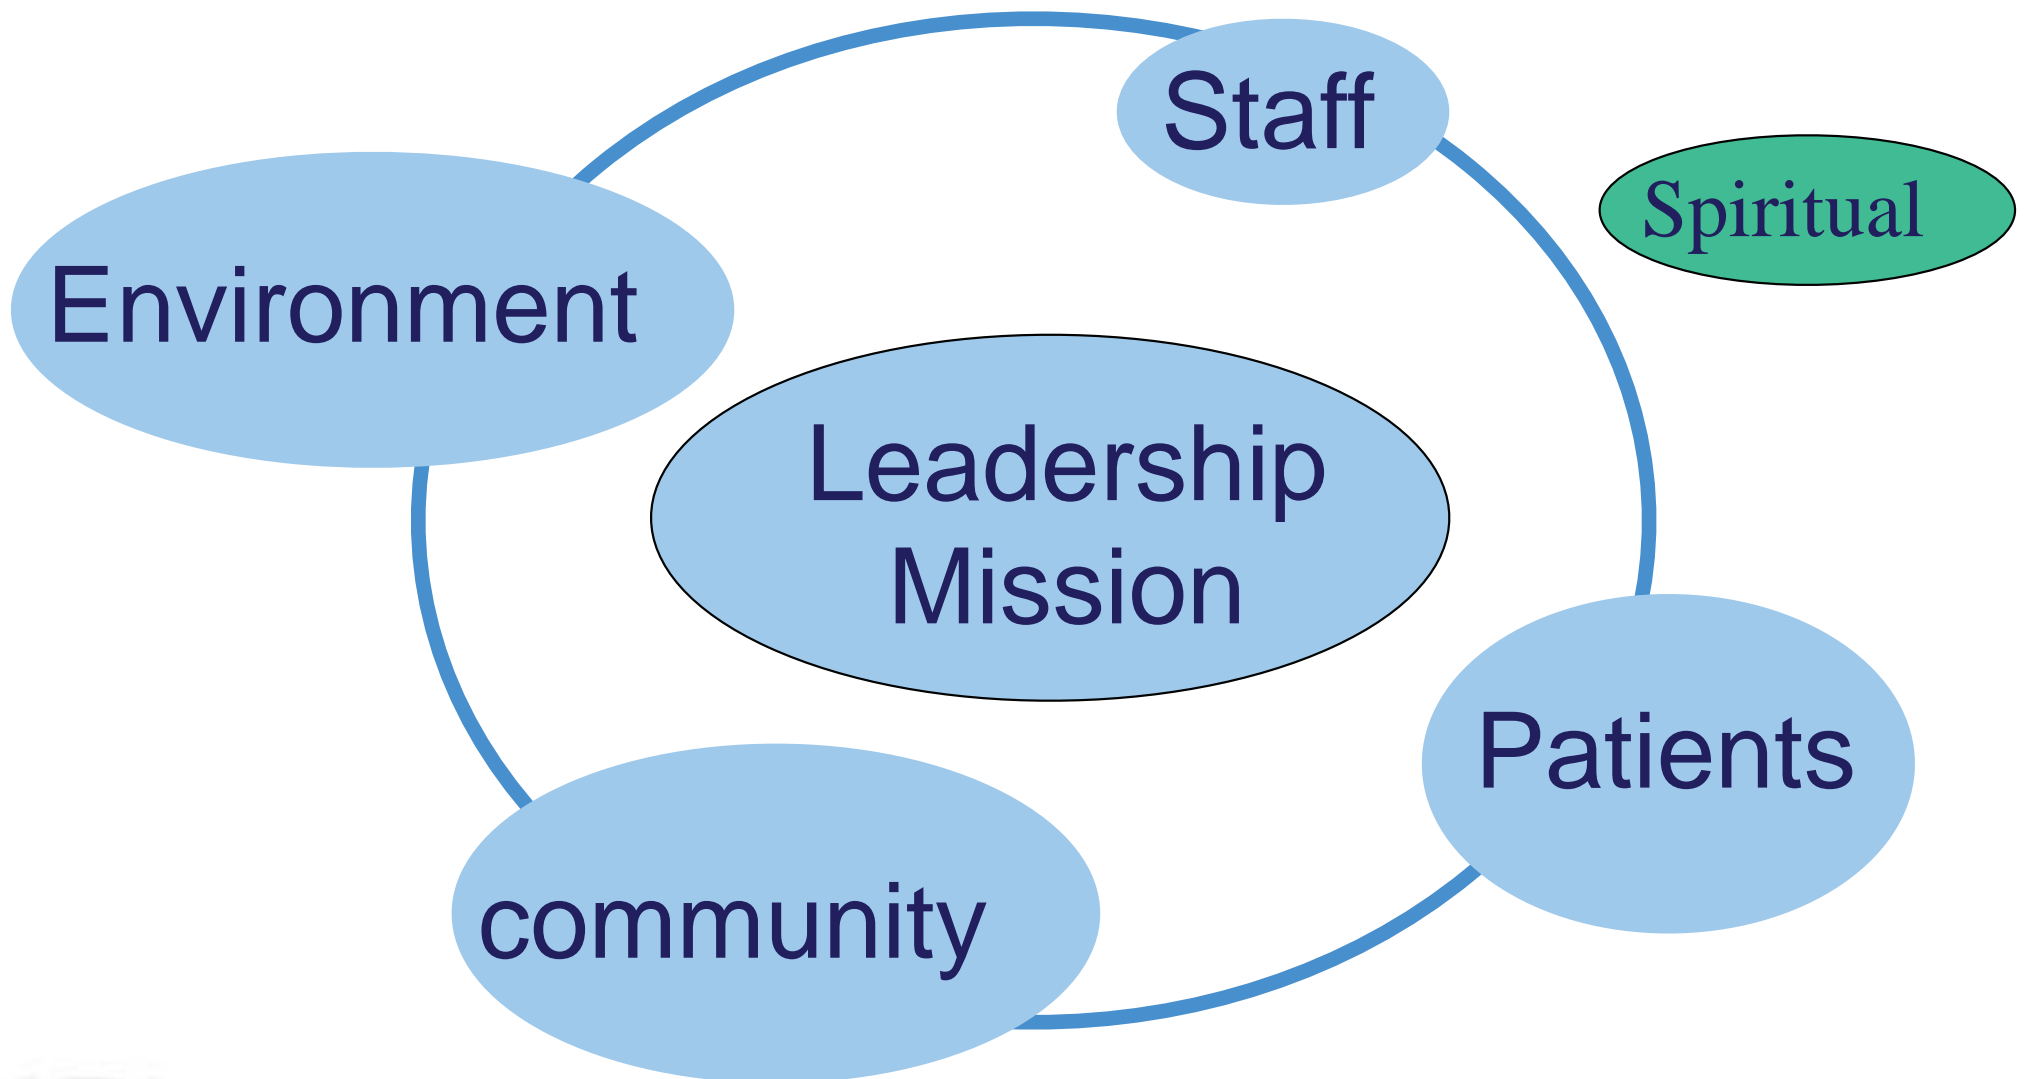 Staff
Spiritual
Environment
Leadership
Mission
Patients
community